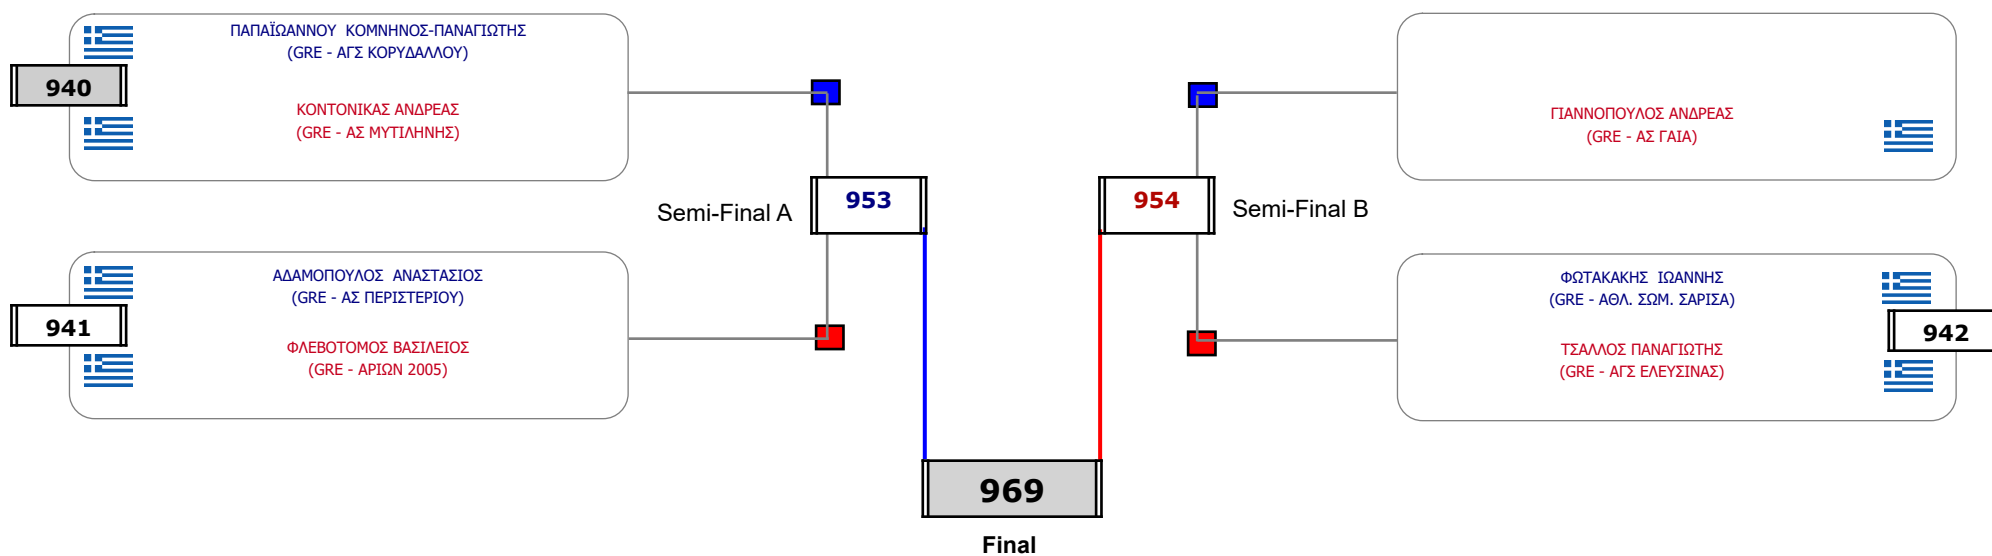 ΠΑΠΑΪΩΑΝΝΟΥ ΚΟΜΝΗΝΟΣ-ΠΑΝΑΓΙΩΤΗΣ
(GRE - ΑΓΣ ΚΟΡΥΔΑΛΛΟΥ)
940
ΚΟΝΤΟΝΙΚΑΣ ΑΝΔΡΕΑΣ
(GRE - ΑΣ ΜΥΤΙΛΗΝΗΣ)
953
Semi-Final A
ΑΔΑΜΟΠΟΥΛΟΣ ΑΝΑΣΤΑΣΙΟΣ
(GRE - ΑΣ ΠΕΡΙΣΤΕΡΙΟΥ)
941
ΦΛΕΒΟΤΟΜΟΣ ΒΑΣΙΛΕΙΟΣ
(GRE - ΑΡΙΩΝ 2005)
ΓΙΑΝΝΟΠΟΥΛΟΣ ΑΝΔΡΕΑΣ
(GRE - ΑΣ ΓΑΙΑ)
954
Semi-Final B
ΦΩΤΑΚΑΚΗΣ ΙΩΑΝΝΗΣ
(GRE - ΑΘΛ. ΣΩΜ. ΣΑΡΙΣΑ)
942
ΤΣΑΛΛΟΣ ΠΑΝΑΓΙΩΤΗΣ
(GRE - ΑΓΣ ΕΛΕΥΣΙΝΑΣ)
969
Final